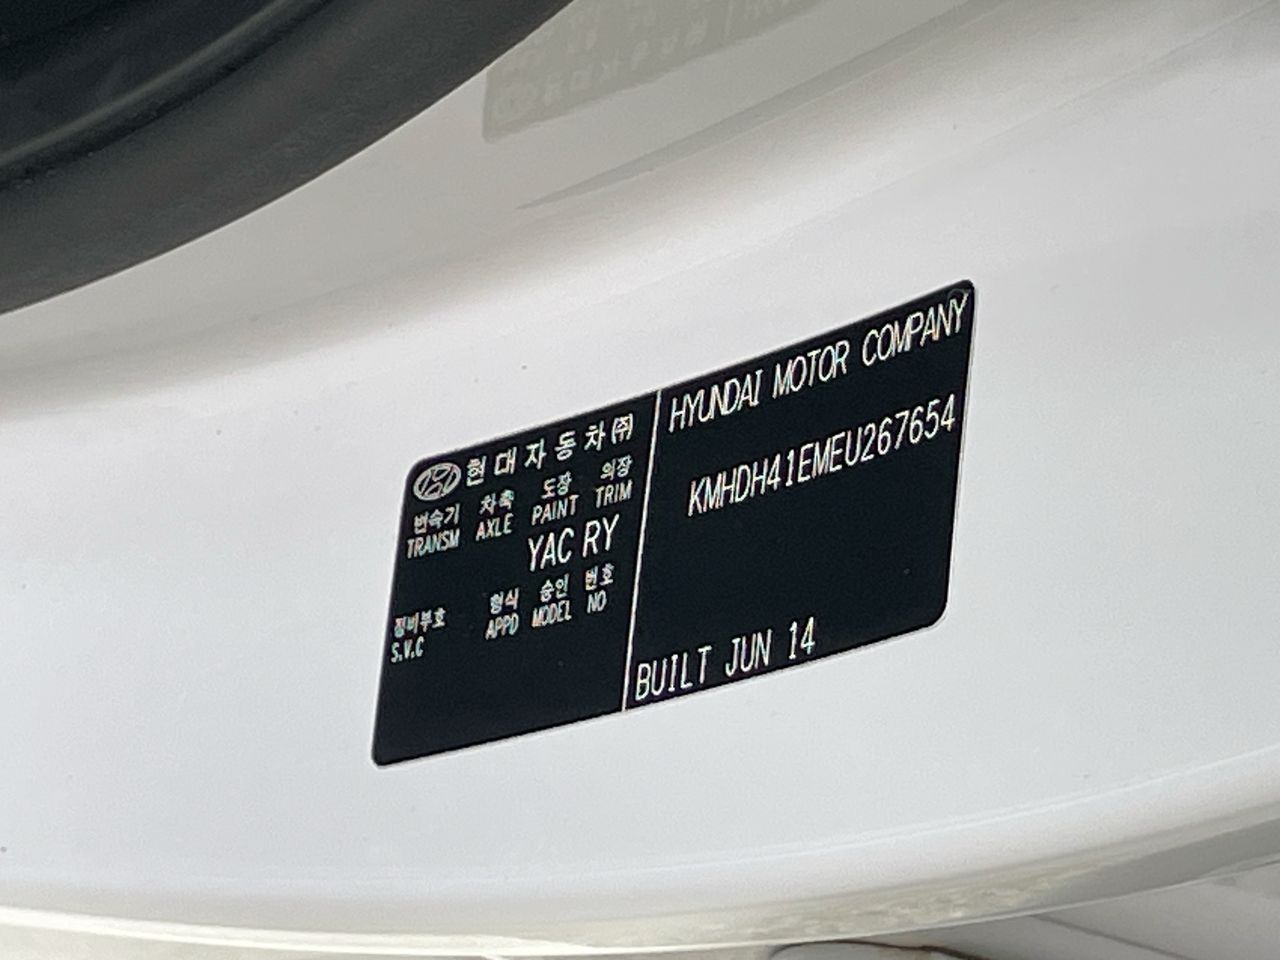 현대자동차(주)
변속기 차축 도장 의장
TRANSM AXLE PAINT TRIM
YAC RY
정비부호 형식 승인 번호
S.V.C APPD MODEL NO
HYUNDAI MOTOR COMPANY
KMHDH41EMEU267654
BUILT JUN 14